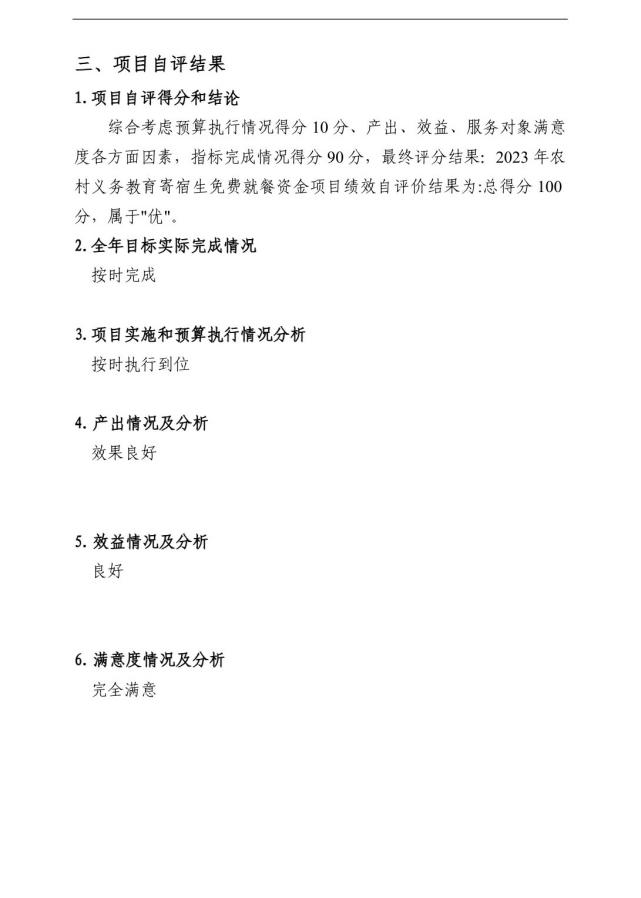 三、项目自评结果
1. 项目自评得分和结论
综合考虑预算执行情况得分 10 分、产出、效益、服务对象满意
度各方面因素，指标完成情况得分 90 分，最终评分结果：2023 年农
村义务教育寄宿生免费就餐资金项目绩效自评价结果为:总得分 100
分，属于"优"。
2. 全年目标实际完成情况
按时完成
3. 项目实施和预算执行情况分析
按时执行到位
4. 产出情况及分析
效果良好
5. 效益情况及分析
良好
6. 满意度情况及分析
完全满意